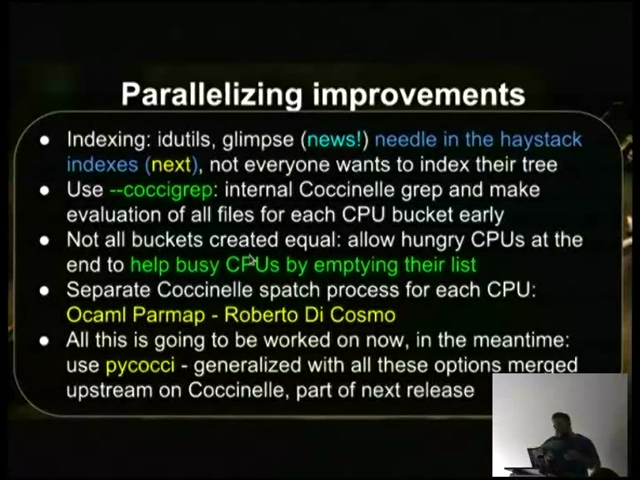 Parallelizing improvements
● Indexing: idutils, glimpse (news!) needle in the haystack
indexes (next), not everyone wants to index their tree
● Use --coccigrep: internal Coccinelle grep and make
evaluation of all files for each CPU bucket early
● Not all buckets created equal: allow hungry CPUs at the
end to help busy CPUs by emptying their list
● Separate Coccinelle spatch process for each CPU:
Ocaml Parmap - Roberto Di Cosmo
● All this is going to be worked on now, in the meantime:
use pycocci - generalized with all these options merged
upstream on Coccinelle, part of next release